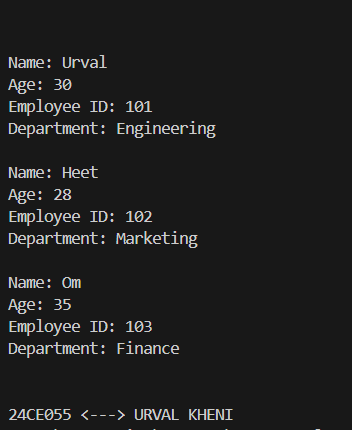 Name: Urval
Age: 30
Employee ID: 101
Department: Engineering
Name: Heet
Age: 28
Employee ID: 102
Department: Marketing
Name: Om
Age: 35
Employee ID: 103
Department: Finance
24CE055 <---> URVAL KHENI